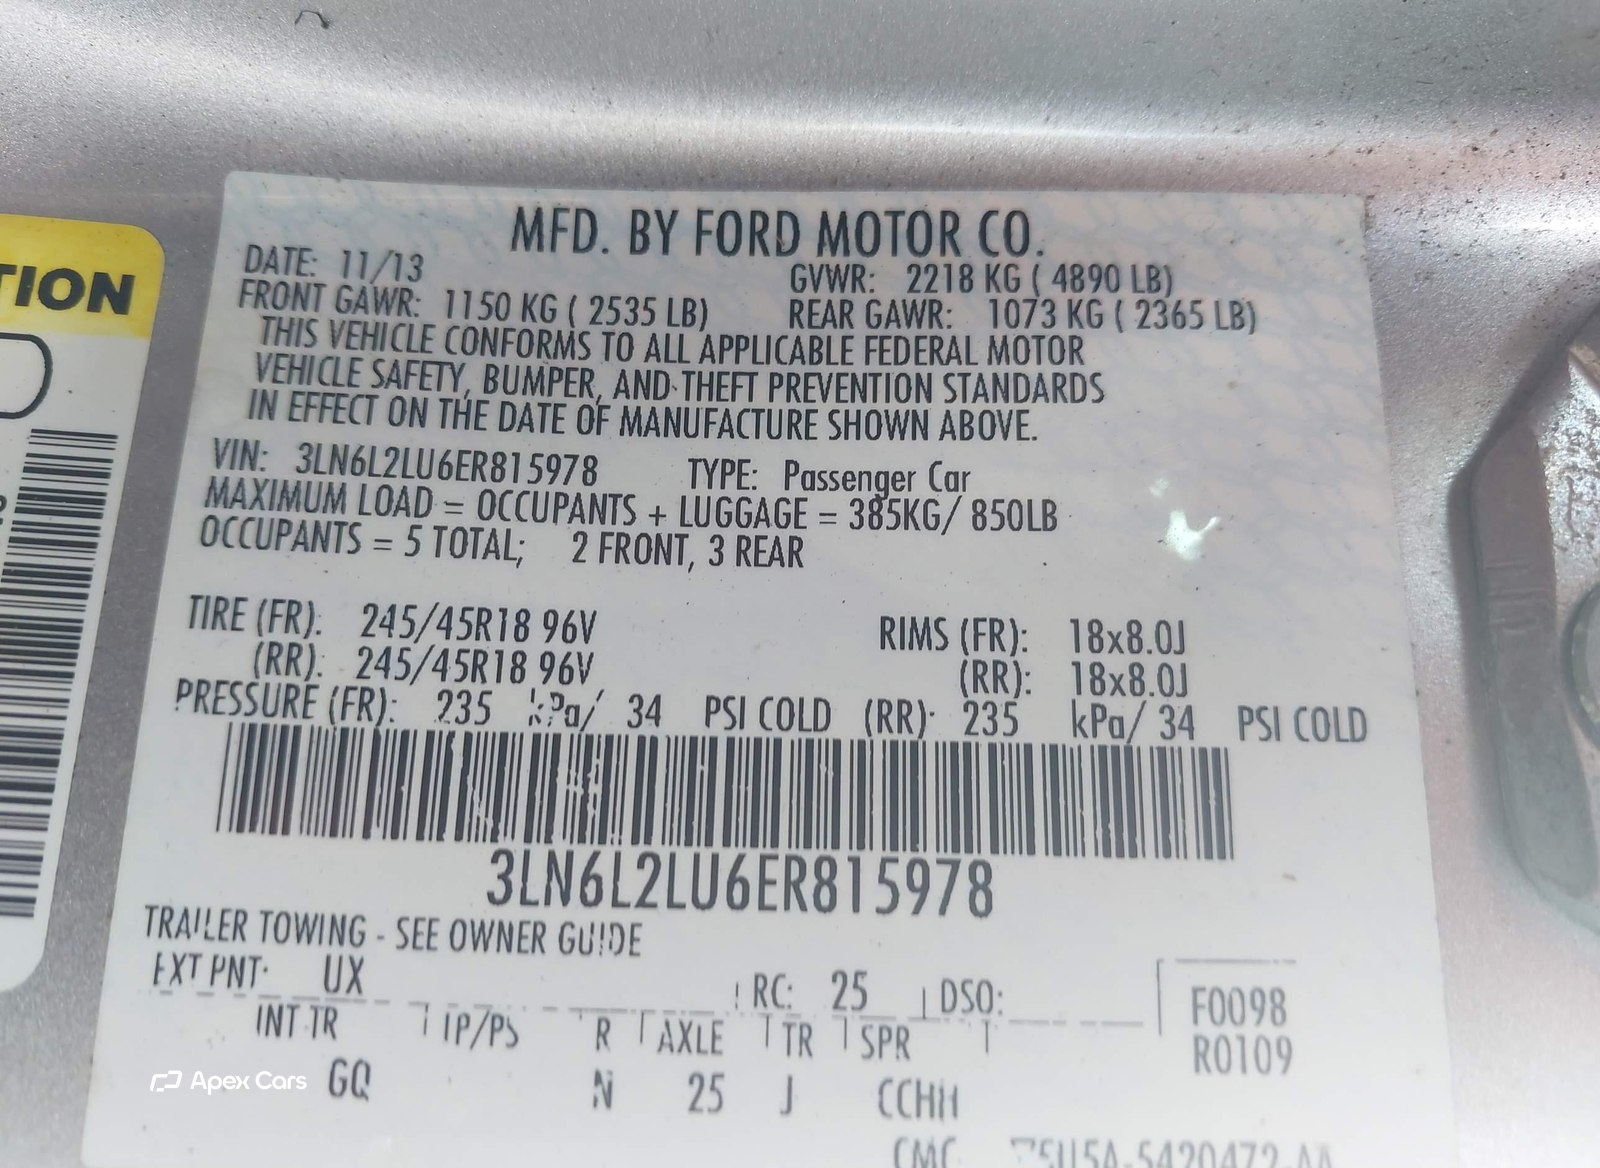 TION
MFD. BY FORD MOTOR CO.
DATE: 11/13 GVWR: 2218 KG ( 4890 LB)
FRONT GAWR: 1150 KG ( 2535 LB) REAR GAWR: 1073 KG ( 2365 LB)
THIS VEHICLE CONFORMS TO ALL APPLICABLE FEDERAL MOTOR
VEHICLE SAFETY, BUMPER, AND THEFT PREVENTION STANDARDS
IN EFFECT ON THE DATE OF MANUFACTURE SHOWN ABOVE.
VIN: 3LN6L2LU6ER815978 TYPE: Passenger Car
MAXIMUM LOAD = OCCUPANTS + LUGGAGE = 385KG/ 850LB
OCCUPANTS = 5 TOTAL; 2 FRONT, 3 REAR
TIRE (FR): 245/45R18 96V RIMS (FR): 18x8.0J
(RR): 245/45R18 96V (RR): 18x8.0J
PRESSURE (FR): 235 kPa/ 34 PSI COLD (RR): 235 kPa/ 34 PSI COLD
3LN6L2LU6ER815978
TRAILER TOWING - SEE OWNER GUIDE
EXT PNT: UX RC: 25 DSO: F0098
INT TR TP/PS R AXLE TR SPR R0109
GQ N 25 J CCHH
Apex Cars